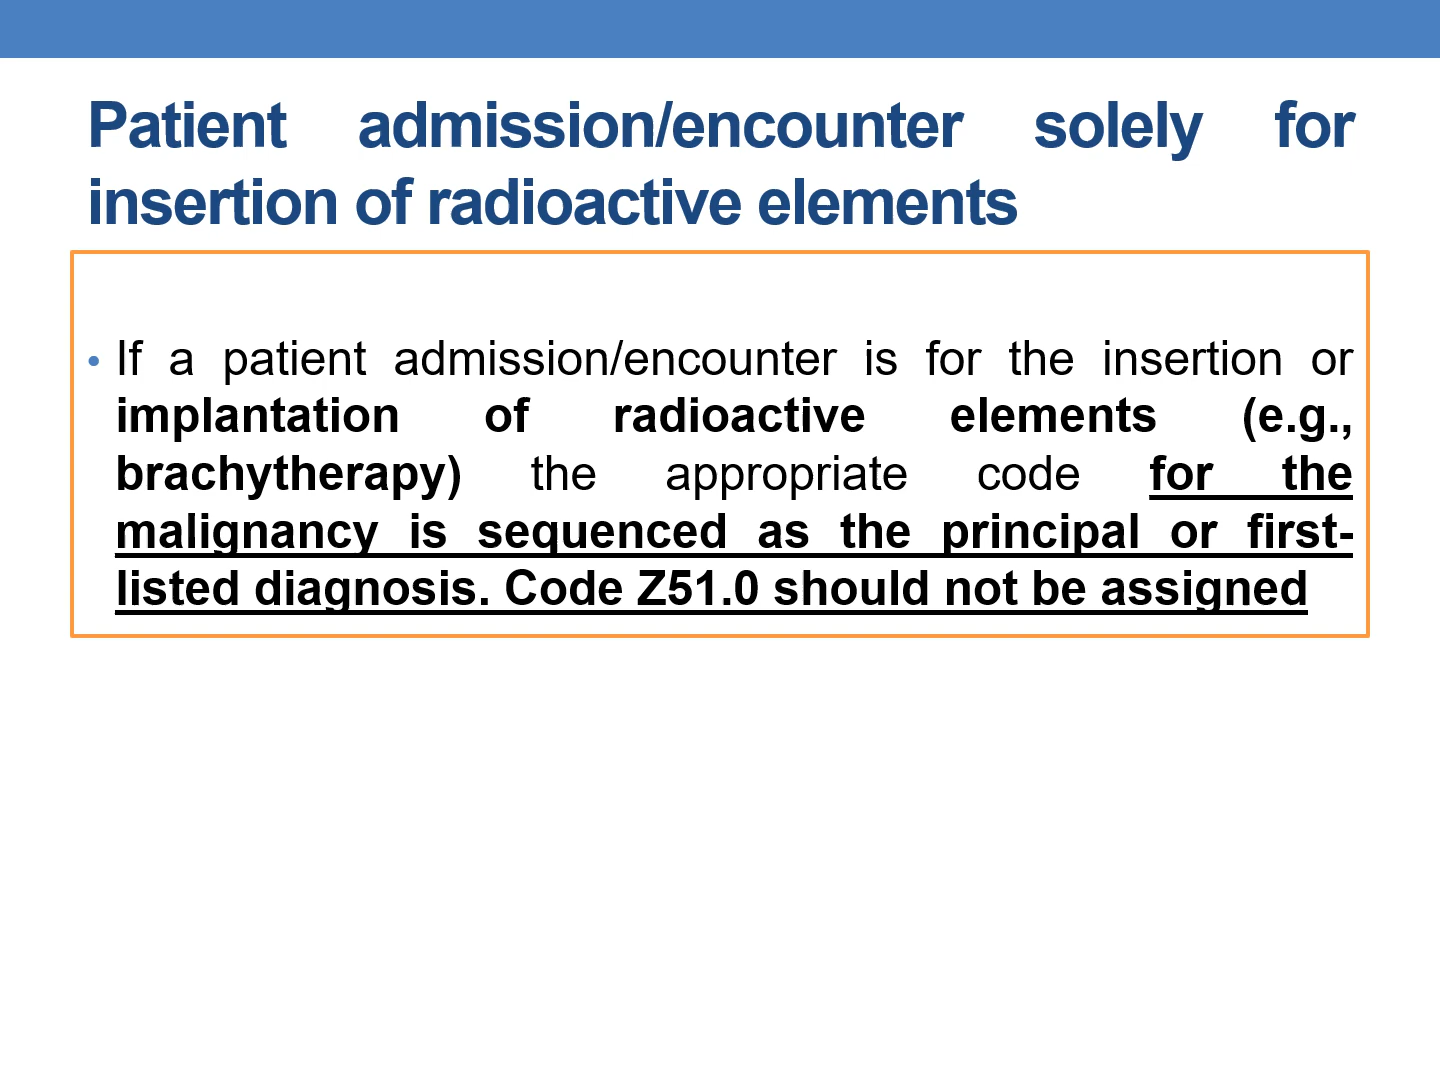 Patient admission/encounter solely for
insertion of radioactive elements
• If a patient admission/encounter is for the insertion or
implantation of radioactive elements (e.g.,
brachytherapy) the appropriate code for the
malignancy is sequenced as the principal or first-
listed diagnosis. Code Z51.0 should not be assigned